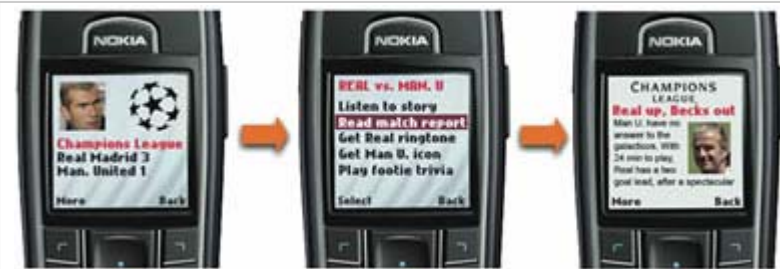 NOKIA
Champions League
Real Madrid 3
Man. United 1
More Back
NOKIA
REAL vs. MAN. U
Listen to story
Read match report
Get Real ringtone
Get Man U. icon
Play footie trivia
Select Back
NOKIA
CHAMPIONS
LEAGUE
Real up, Becks out
Man U. have no
answer to the
galacticos. With
24 min to play,
Real has a two
goal lead, after a spectacular
More Back